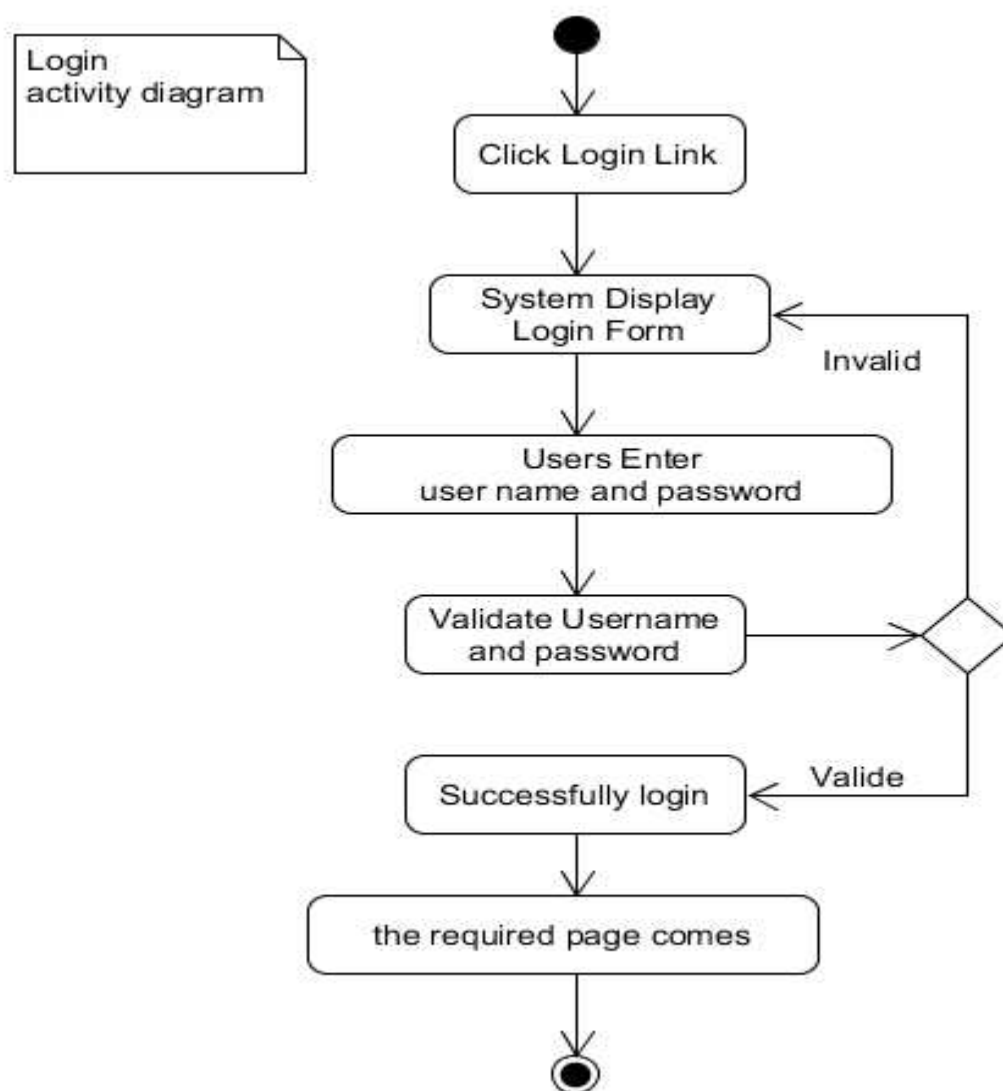 Login
activity diagram
Click Login Link
System Display
Login Form
Invalid
Users Enter
user name and password
Validate Username
and password
Valide
Successfully login
the required page comes